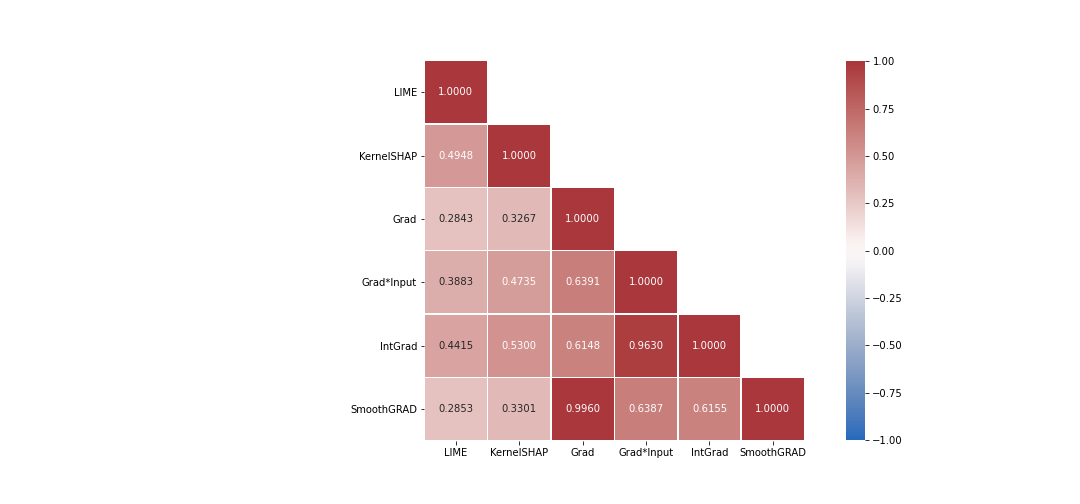 LIME 1.0000
KernelSHAP 0.4948 1.0000
Grad 0.2843 0.3267 1.0000
Grad*Input 0.3883 0.4735 0.6391 1.0000
IntGrad 0.4415 0.5300 0.6148 0.9630 1.0000
SmoothGRAD 0.2853 0.3301 0.9960 0.6387 0.6155 1.0000
LIME KernelSHAP Grad Grad*Input IntGrad SmoothGRAD
1.00
0.75
0.50
0.25
0.00
−0.25
−0.50
−0.75
−1.00